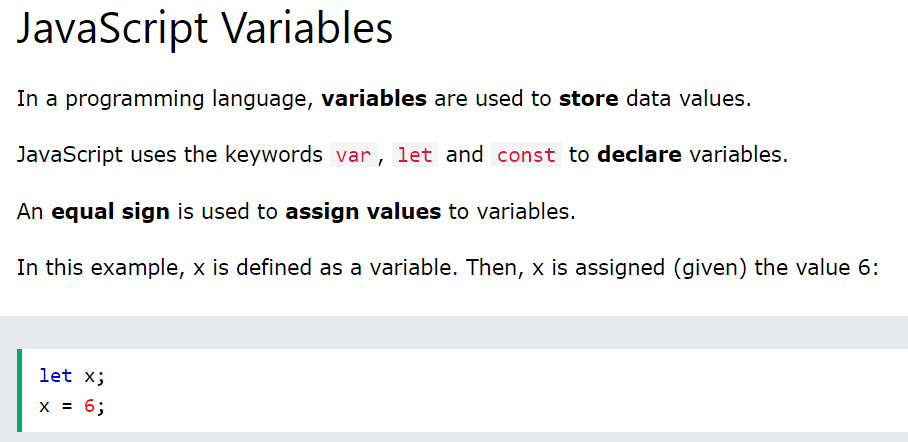 JavaScript Variables
In a programming language, variables are used to store data values.
JavaScript uses the keywords var, let and const to declare variables.
An equal sign is used to assign values to variables.
In this example, x is defined as a variable. Then, x is assigned (given) the value 6:
let x;
x = 6;